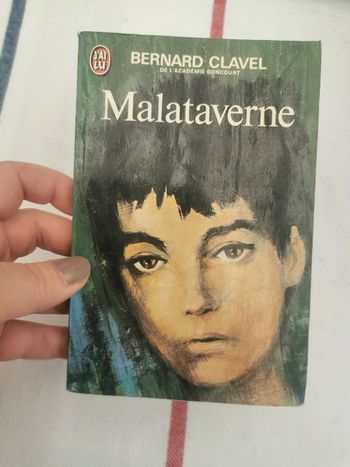 J'AI
LU
BERNARD CLAVEL
DE L'ACADÉMIE GONCOURT
Malataverne